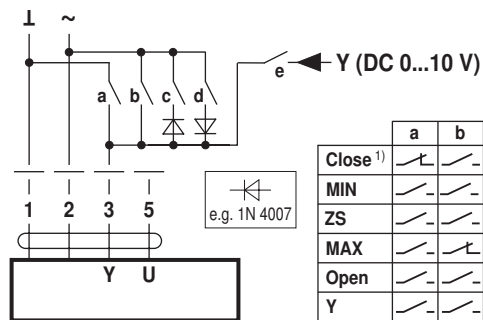 ⊥ ~
e
Y (DC 0...10 V)
a b c d
a b
Close 1)
MIN
ZS
MAX
Open
Y
e.g. 1N 4007
1 2 3 5
Y U